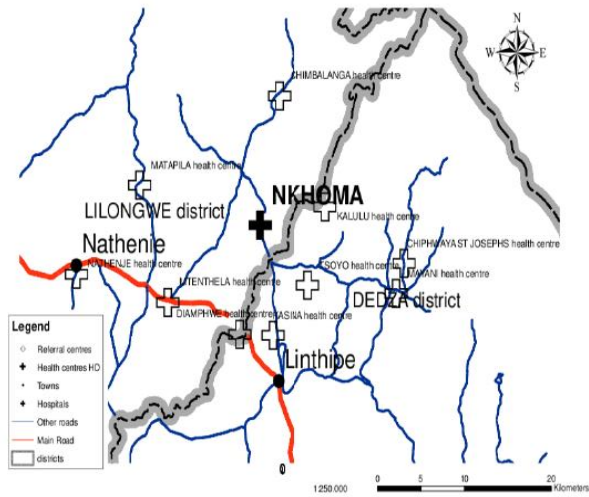 N
W E
S
CHIMBALANGA health centre
MATAPILA health centre
NKHOMA
LILONGWE district
KALULU health centre
Nathenie
CHIPHWAYA ST JOSEPHS health centre
NATHENJE health centre
TSOYO health centre
MAYANI health centre
MTENTHELA health centre
DEDZA district
DIAMPHWE health centre
KASINA health centre
Linthipe
Legend
Referral centres
Health centres HD
Towns
Hospitals
Other roads
Main Road
districts
0
1:250.000
0 5 10 20
Kilometers